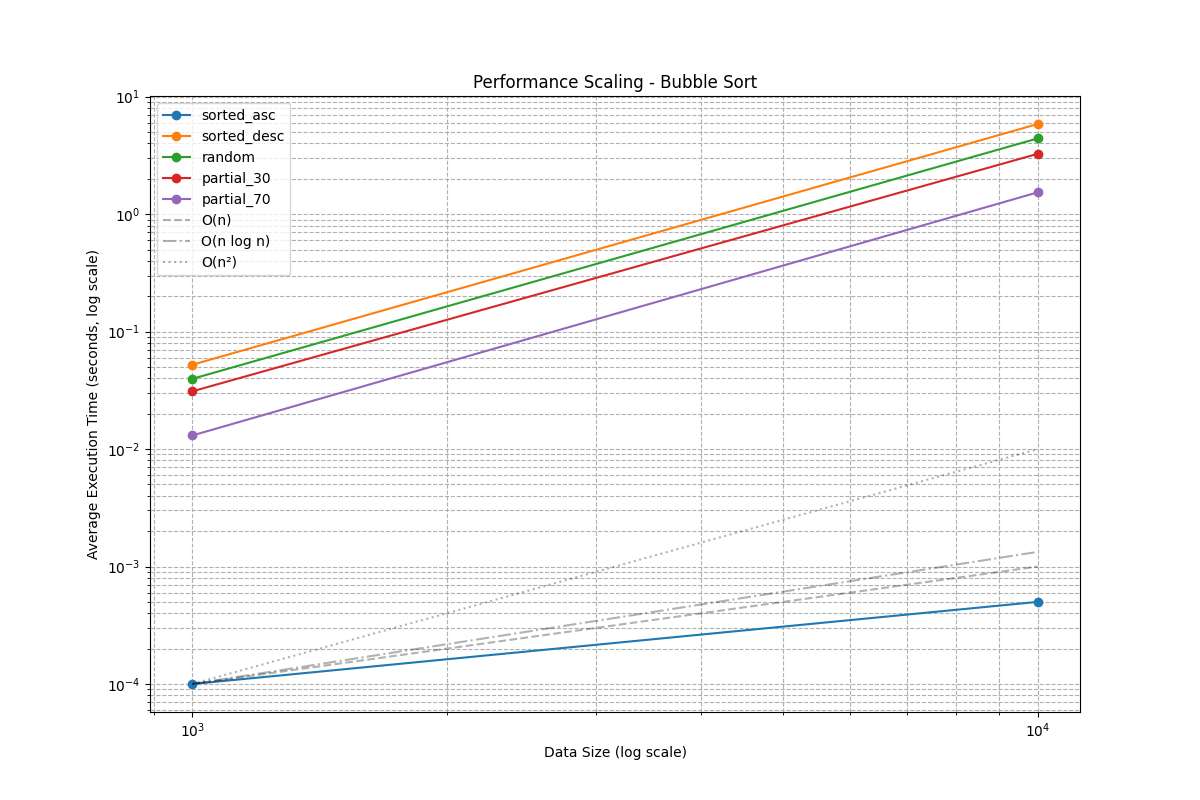 Performance Scaling - Bubble Sort
sorted_asc
sorted_desc
random
partial_30
partial_70
O(n)
O(n log n)
O(n²)
Average Execution Time (seconds, log scale)
10¹
10⁰
10⁻¹
10⁻²
10⁻³
10⁻⁴
10³
10⁴
Data Size (log scale)